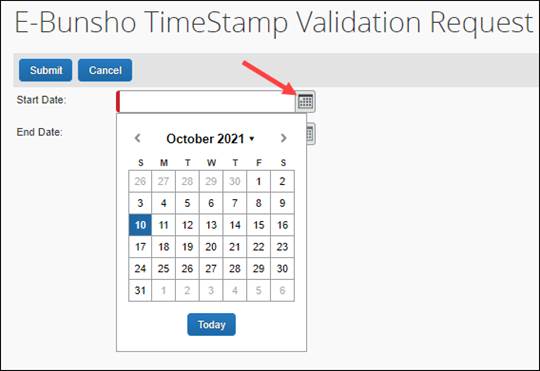 E-Bunsho TimeStamp Validation Request
Submit Cancel
Start Date:
End Date:
October 2021
S M T W T F S
26 27 28 29 30 1 2
3 4 5 6 7 8 9
10 11 12 13 14 15 16
17 18 19 20 21 22 23
24 25 26 27 28 29 30
31 1 2 3 4 5 6
Today